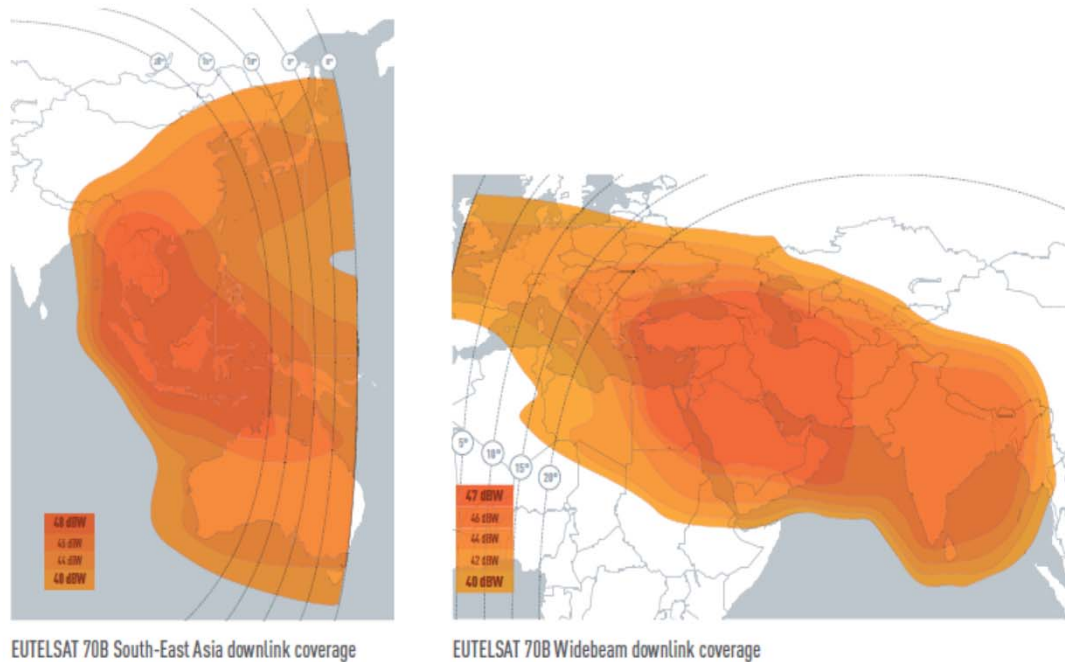 5°
10°
15°
20°
48 dBW
44 dBW
40 dBW
47 dBW
46 dBW
44 dBW
42 dBW
40 dBW
EUTELSAT 70B South-East Asia downlink coverage
EUTELSAT 70B Widebeam downlink coverage